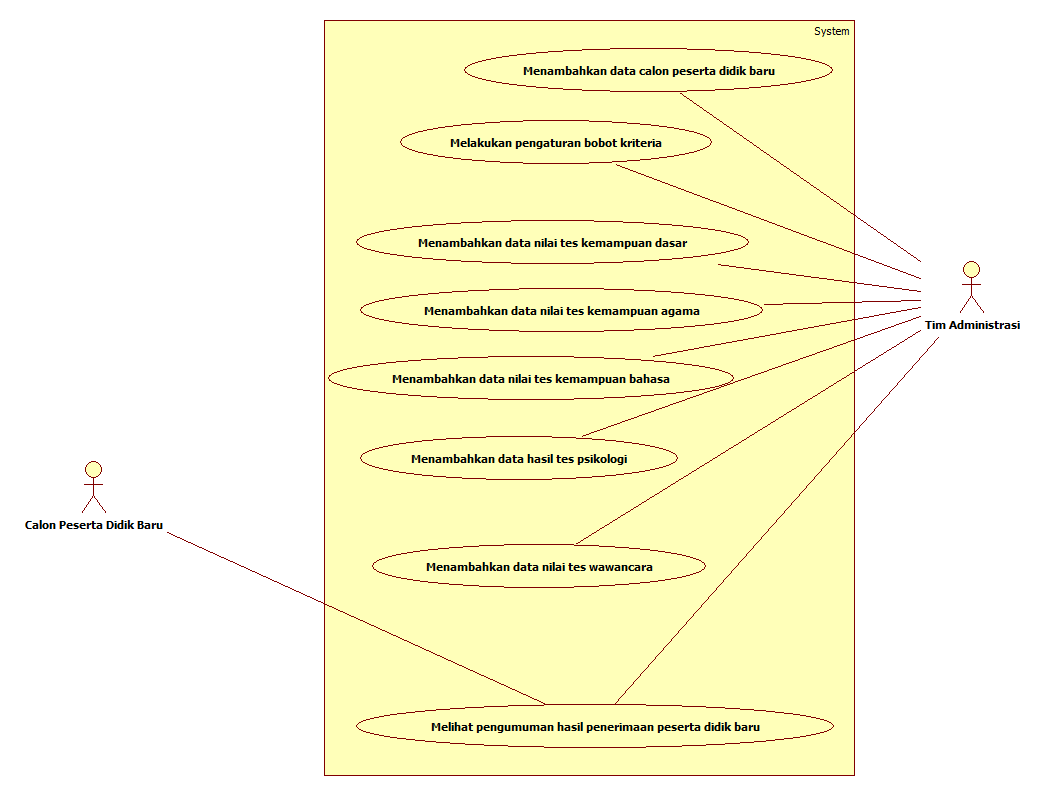 System
Menambahkan data calon peserta didik baru
Melakukan pengaturan bobot kriteria
Menambahkan data nilai tes kemampuan dasar
Menambahkan data nilai tes kemampuan agama
Tim Administrasi
Menambahkan data nilai tes kemampuan bahasa
Menambahkan data hasil tes psikologi
Calon Peserta Didik Baru
Menambahkan data nilai tes wawancara
Melihat pengumuman hasil penerimaan peserta didik baru